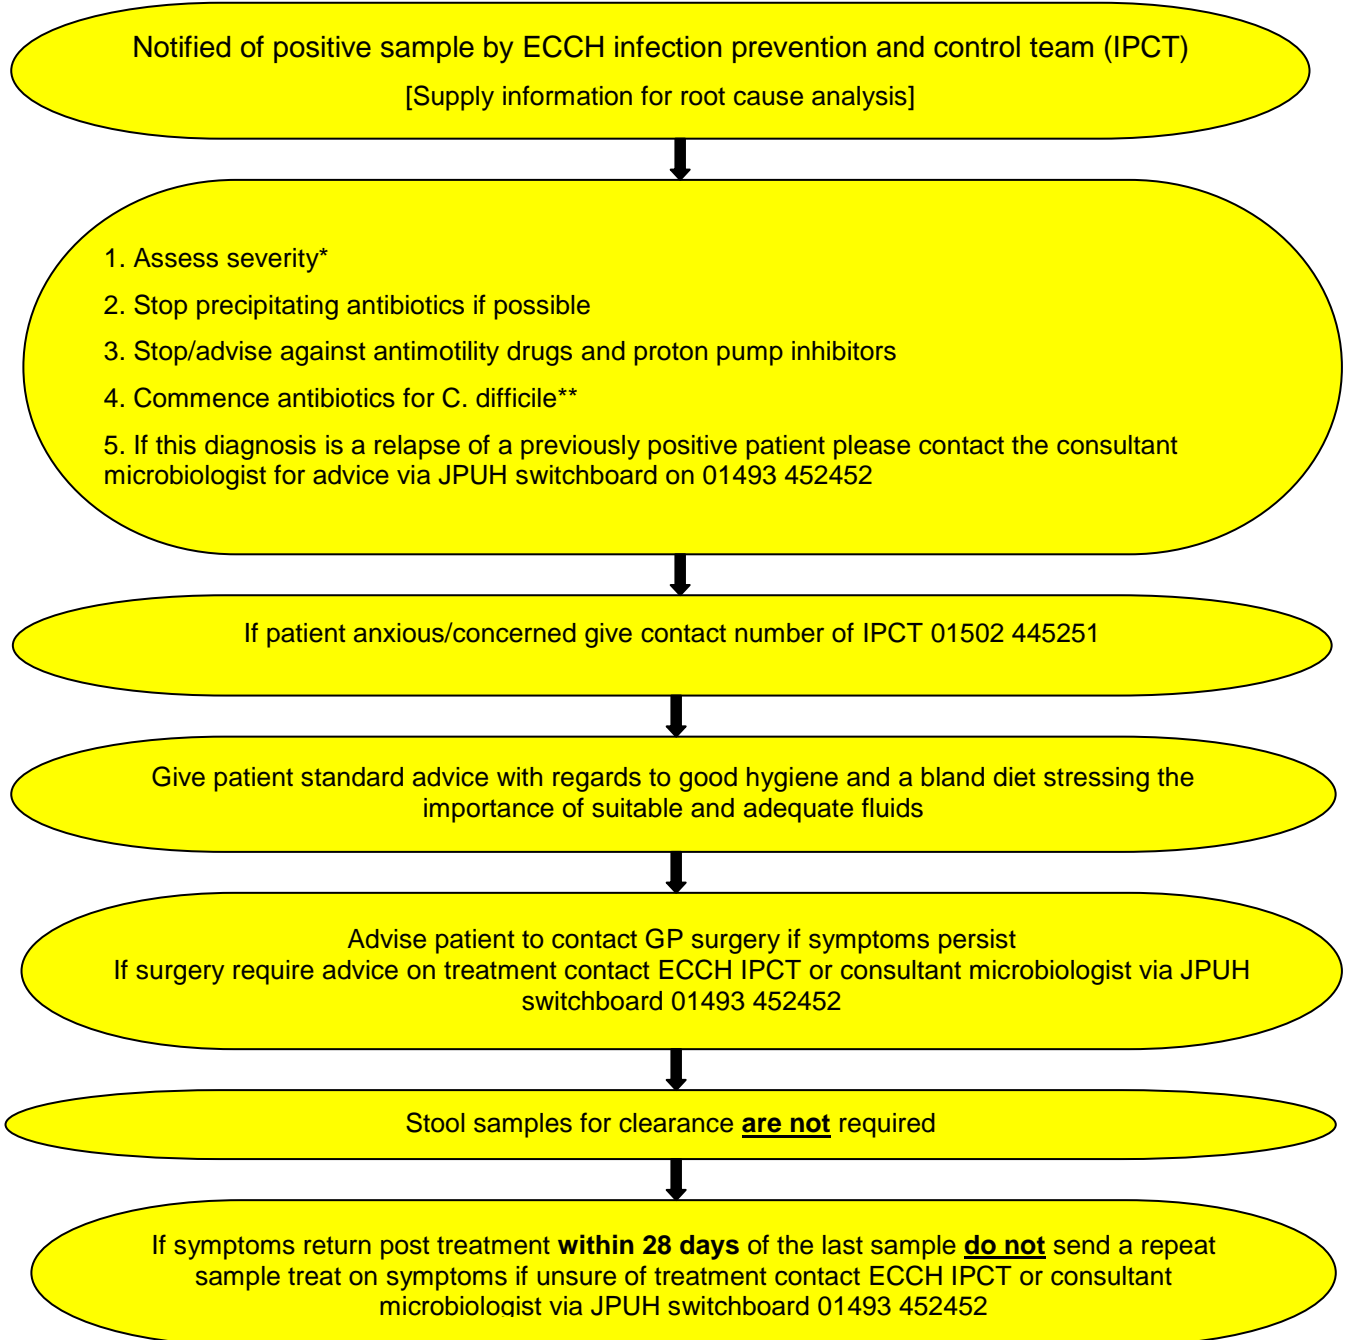 Notified of positive sample by ECCH infection prevention and control team (IPCT)
[Supply information for root cause analysis]
1. Assess severity*
2. Stop precipitating antibiotics if possible
3. Stop/advise against antimotility drugs and proton pump inhibitors
4. Commence antibiotics for C. difficile**
5. If this diagnosis is a relapse of a previously positive patient please contact the consultant
microbiologist for advice via JPUH switchboard on 01493 452452
If patient anxious/concerned give contact number of IPCT 01502 445251
Give patient standard advice with regards to good hygiene and a bland diet stressing the
importance of suitable and adequate fluids
Advise patient to contact GP surgery if symptoms persist
If surgery require advice on treatment contact ECCH IPCT or consultant microbiologist via JPUH
switchboard 01493 452452
Stool samples for clearance are not required
If symptoms return post treatment within 28 days of the last sample do not send a repeat
sample treat on symptoms if unsure of treatment contact ECCH IPCT or consultant
microbiologist via JPUH switchboard 01493 452452